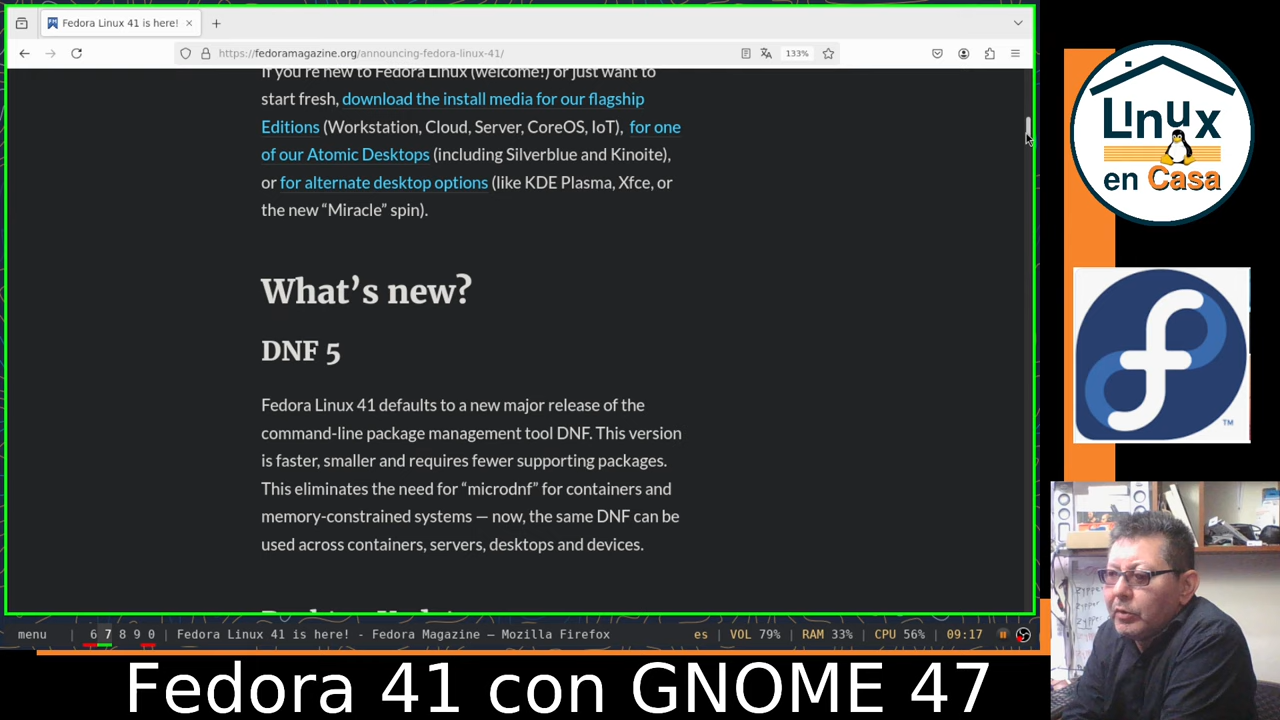 Fedora Linux 41 is here!
https://fedoramagazine.org/announcing-fedora-linux-41/
133%
If you're new to Fedora Linux (welcome!) or just want to
start fresh, download the install media for our flagship
Editions (Workstation, Cloud, Server, CoreOS, IoT), for one
of our Atomic Desktops (including Silverblue and Kinoite),
or for alternate desktop options (like KDE Plasma, Xfce, or
the new “Miracle” spin).
What's new?
DNF 5
Fedora Linux 41 defaults to a new major release of the
command-line package management tool DNF. This version
is faster, smaller and requires fewer supporting packages.
This eliminates the need for “microdnf” for containers and
memory-constrained systems — now, the same DNF can be
used across containers, servers, desktops and devices.
menu | 6 7 8 9 0 | Fedora Linux 41 is here! - Fedora Magazine — Mozilla Firefox
es | VOL 79% | RAM 33% | CPU 56% | 09:17
Linux
en Casa
TM
Fedora 41 con GNOME 47